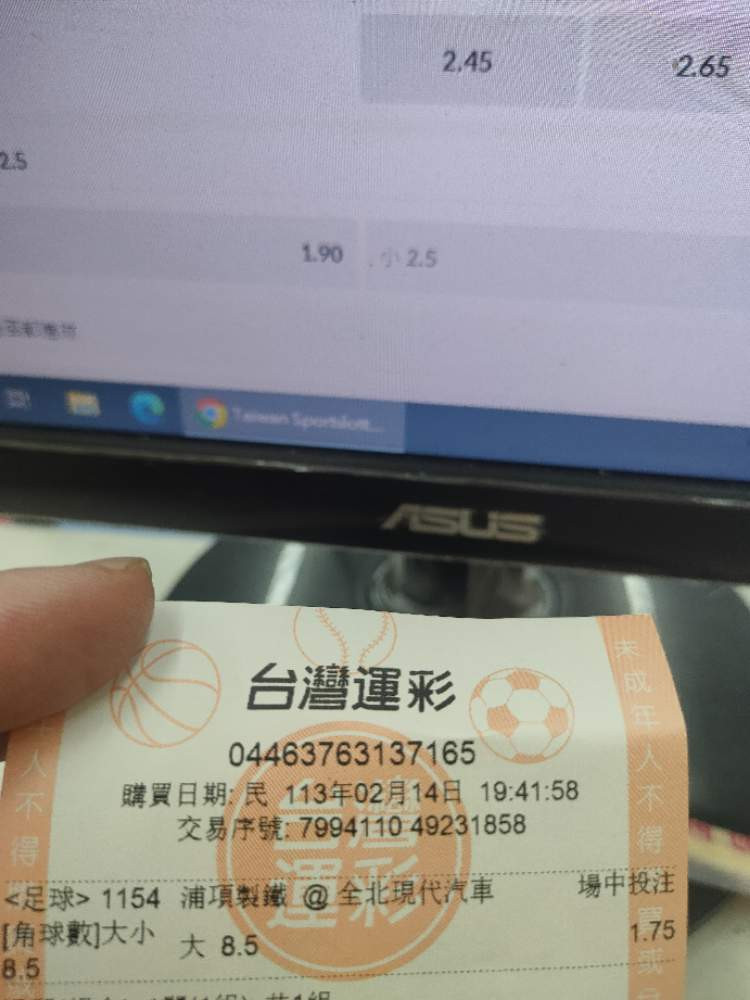 2.45
2.65
2.5
1.90
小 2.5
Taiwan Sportslott...
ASUS
台灣運彩
04463763137165
購買日期: 民 113年02月14日 19:41:58
交易序號: 7994110 49231858
<足球> 1154 浦項製鐵 @ 全北現代汽車 場中投注
[角球數]大小 大 8.5 1.75
8.5
台灣
運彩
未成年人不得
人不得